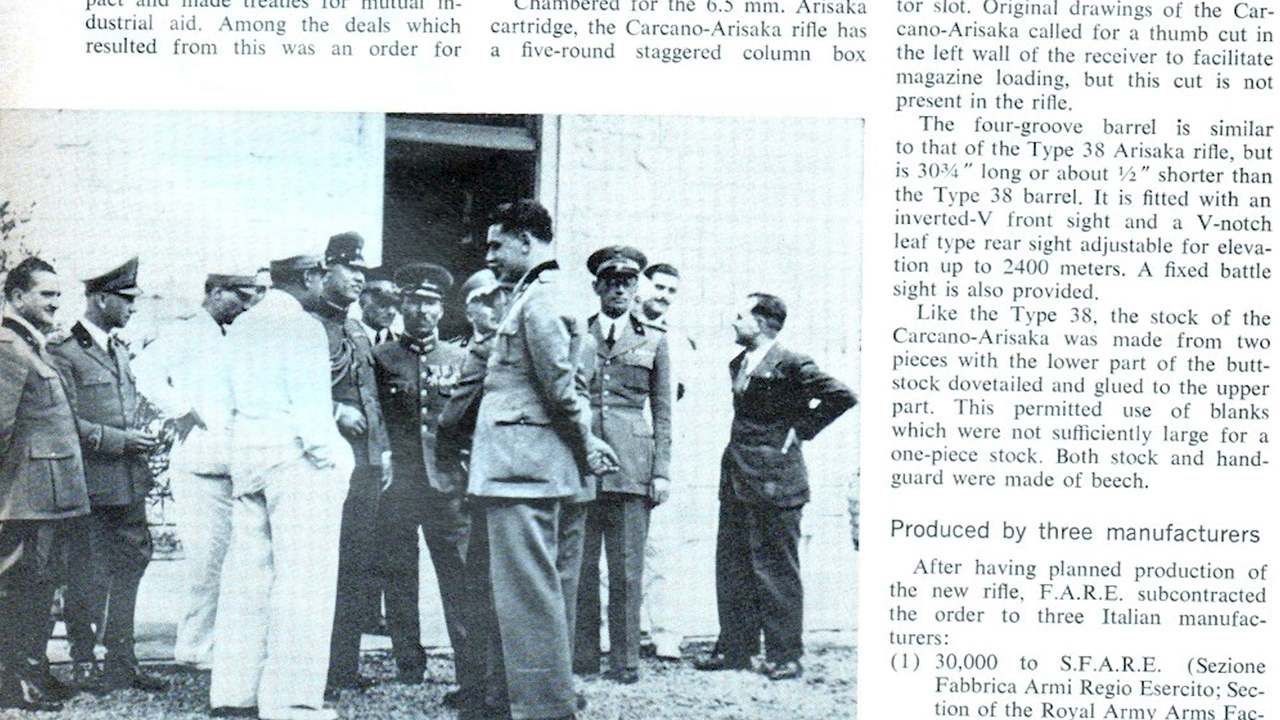 pact and made treaties for mutual in-
dustrial aid. Among the deals which
resulted from this was an order for
Chambered for the 6.5 mm. Arisaka
cartridge, the Carcano-Arisaka rifle has
a five-round staggered column box
tor slot. Original drawings of the Car-
cano-Arisaka called for a thumb cut in
the left wall of the receiver to facilitate
magazine loading, but this cut is not
present in the rifle.
The four-groove barrel is similar
to that of the Type 38 Arisaka rifle, but
is 30¾" long or about ½" shorter than
the Type 38 barrel. It is fitted with an
inverted-V front sight and a V-notch
leaf type rear sight adjustable for eleva-
tion up to 2400 meters. A fixed battle
sight is also provided.
Like the Type 38, the stock of the
Carcano-Arisaka was made from two
pieces with the lower part of the butt-
stock dovetailed and glued to the upper
part. This permitted use of blanks
which were not sufficiently large for a
one-piece stock. Both stock and hand-
guard were made of beech.
Produced by three manufacturers
After having planned production of
the new rifle, F.A.R.E. subcontracted
the order to three Italian manufac-
turers:
(1) 30,000 to S.F.A.R.E. (Sezione
Fabbrica Armi Regio Esercito; Sec-
tion of the Royal Army Arms Fac-